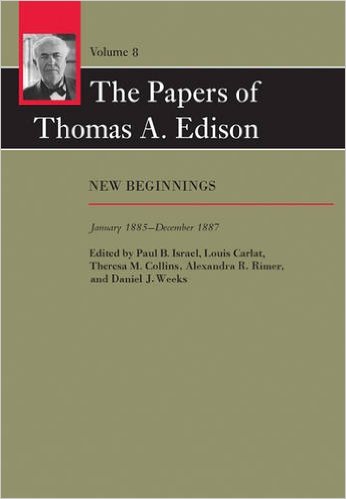 Volume 8
The Papers of
Thomas A. Edison
NEW BEGINNINGS
January 1885–December 1887
Edited by Paul B. Israel, Louis Carlat,
Theresa M. Collins, Alexandra R. Rimer,
and Daniel J. Weeks